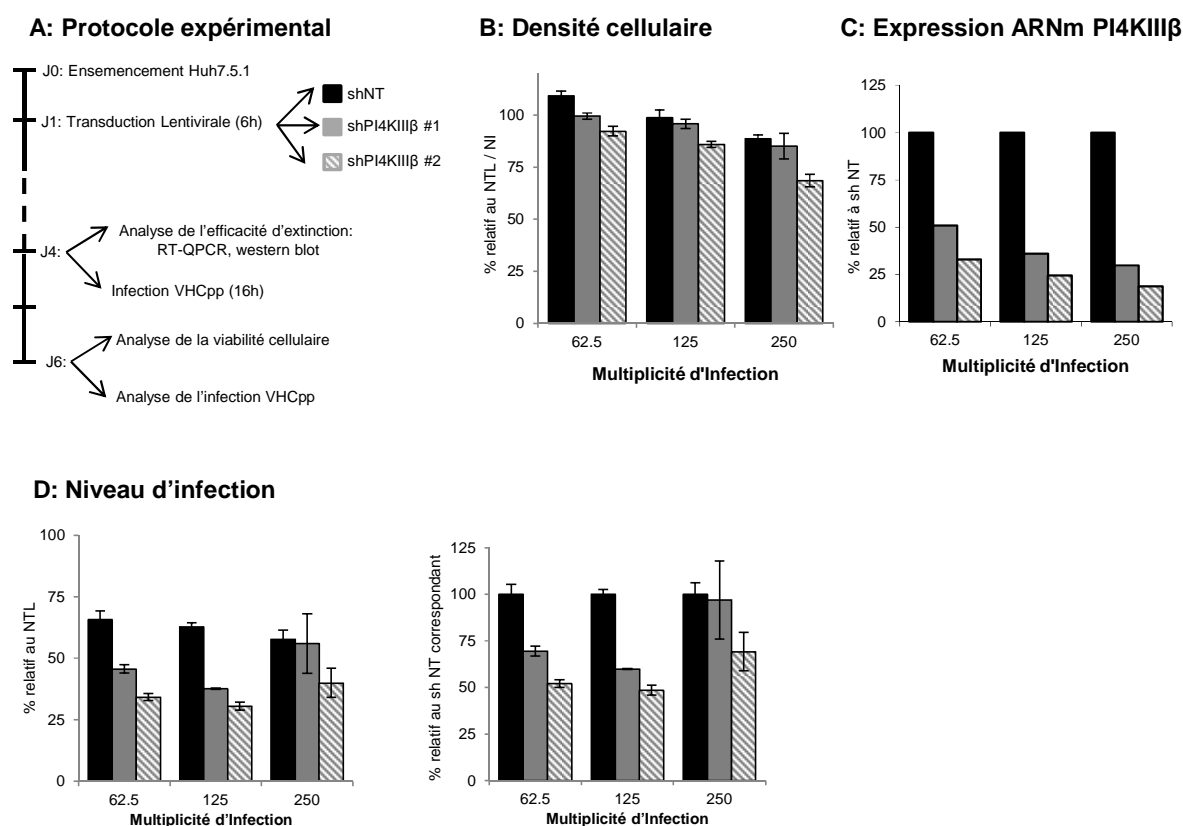 A: Protocole expérimental
J0: Ensemencement Huh7.5.1
J1: Transduction Lentivirale (6h)
shNT
shPI4KIIIβ #1
shPI4KIIIβ #2
J4:
Analyse de l'efficacité d'extinction:
RT-QPCR, western blot
Infection VHCpp (16h)
J6:
Analyse de la viabilité cellulaire
Analyse de l'infection VHCpp
B: Densité cellulaire
% relatif au NTL / NI
100
75
50
25
0
62.5 125 250
Multiplicité d'Infection
C: Expression ARNm PI4KIIIβ
% relatif à sh NT
125
100
75
50
25
0
62.5 125 250
Multiplicité d'Infection
D: Niveau d'infection
% relatif au NTL
100
75
50
25
0
62.5 125 250
Multiplicité d'Infection
% relatif au sh NT correspondant
125
100
75
50
25
0
62.5 125 250
Multiplicité d'Infection